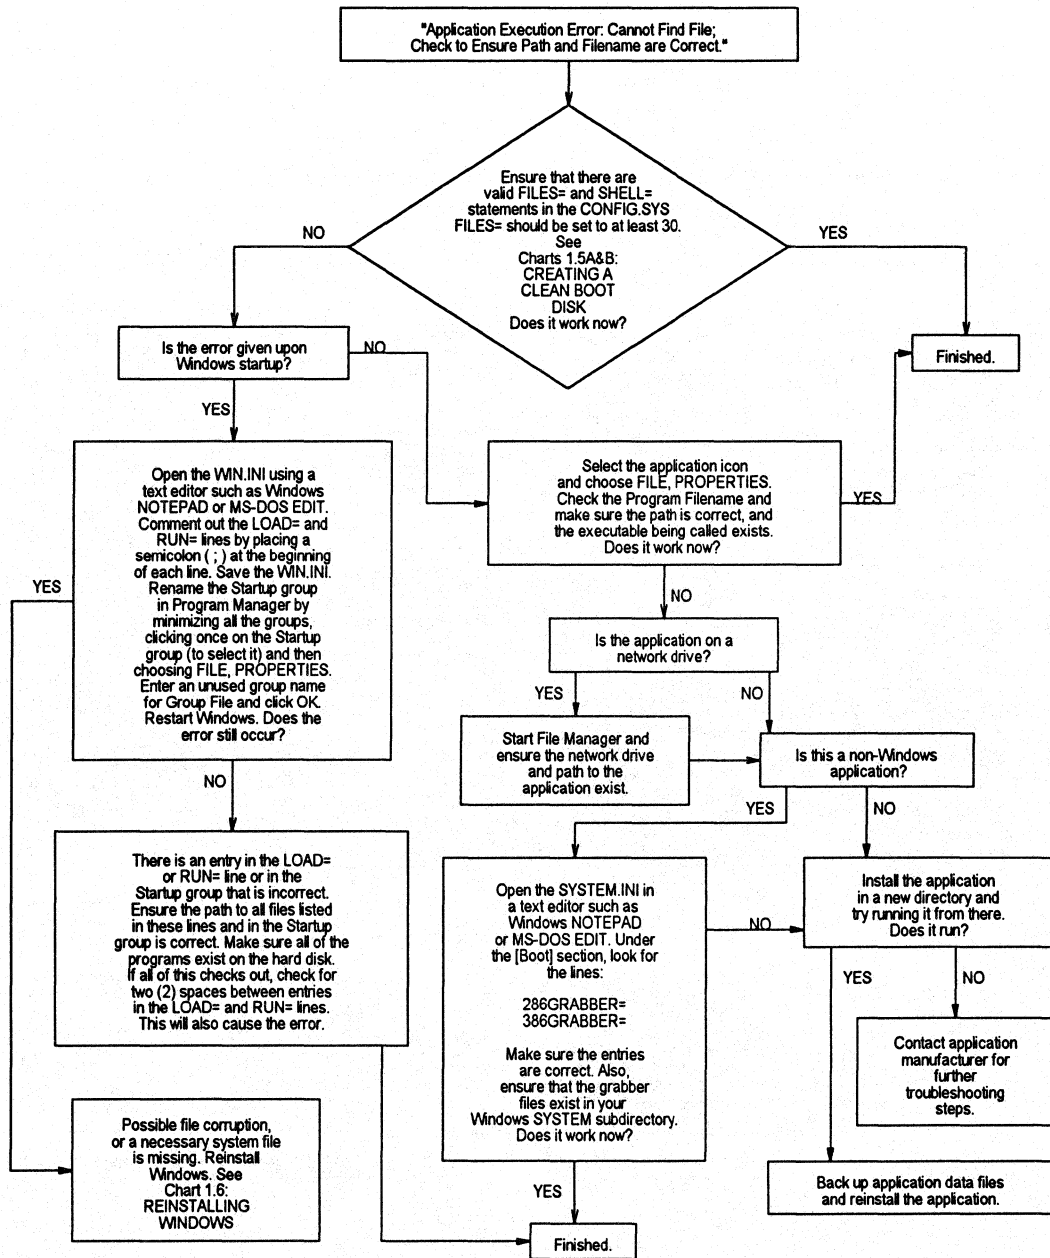 "Application Execution Error: Cannot Find File;
Check to Ensure Path and Filename are Correct."
Ensure that there are
valid FILES= and SHELL=
statements in the CONFIG.SYS
FILES= should be set to at least 30.
See
Charts 1.5A&B:
CREATING A
CLEAN BOOT
DISK
Does it work now?
NO
YES
Is the error given upon
Windows startup?
NO
Finished.
YES
Open the WIN.INI using a
text editor such as Windows
NOTEPAD or MS-DOS EDIT.
Comment out the LOAD= and
RUN= lines by placing a
semicolon ( ; ) at the beginning
of each line. Save the WIN.INI.
Rename the Startup group
in Program Manager by
minimizing all the groups,
clicking once on the Startup
group (to select it) and then
choosing FILE, PROPERTIES.
Enter an unused group name
for Group File and click OK.
Restart Windows. Does the
error still occur?
YES
Select the application icon
and choose FILE, PROPERTIES.
Check the Program Filename and
make sure the path is correct, and
the executable being called exists.
Does it work now?
YES
NO
Is the application on a
network drive?
YES
NO
Start File Manager and
ensure the network drive
and path to the
application exist.
Is this a non-Windows
application?
NO
YES
NO
There is an entry in the LOAD=
or RUN= line or in the
Startup group that is incorrect.
Ensure the path to all files listed
in these lines and in the Startup
group is correct. Make sure all of the
programs exist on the hard disk.
If all of this checks out, check for
two (2) spaces between entries
in the LOAD= and RUN= lines.
This will also cause the error.
Open the SYSTEM.INI in
a text editor such as
Windows NOTEPAD
or MS-DOS EDIT. Under
the [Boot] section, look for
the lines:
286GRABBER=
386GRABBER=
Make sure the entries
are correct. Also,
ensure that the grabber
files exist in your
Windows SYSTEM subdirectory.
Does it work now?
NO
Install the application
in a new directory and
try running it from there.
Does it run?
YES
NO
Contact application
manufacturer for
further
troubleshooting
steps.
Possible file corruption,
or a necessary system file
is missing. Reinstall
Windows. See
Chart 1.6:
REINSTALLING
WINDOWS
Back up application data files
and reinstall the application.
YES
Finished.